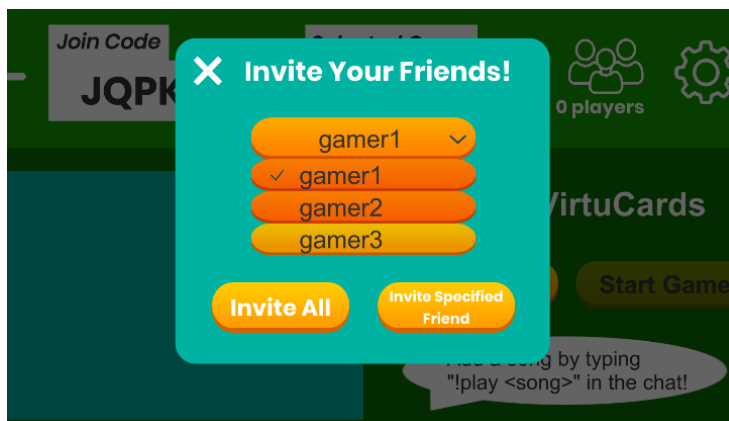 Join Code
JQPK
Invite Your Friends!
gamer1
gamer1
gamer2
gamer3
Invite All
Invite Specified
Friend
0 players
VirtuCards
Start Game
song by typing
"!play <song>" in the chat!